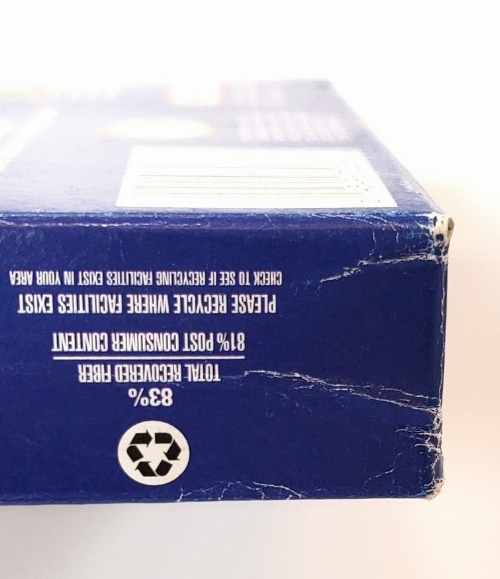 83%
TOTAL RECOVERED FIBER
81% POST CONSUMER CONTENT
PLEASE RECYCLE WHERE FACILITIES EXIST
CHECK TO SEE IF RECYCLING FACILITIES EXIST IN YOUR AREA